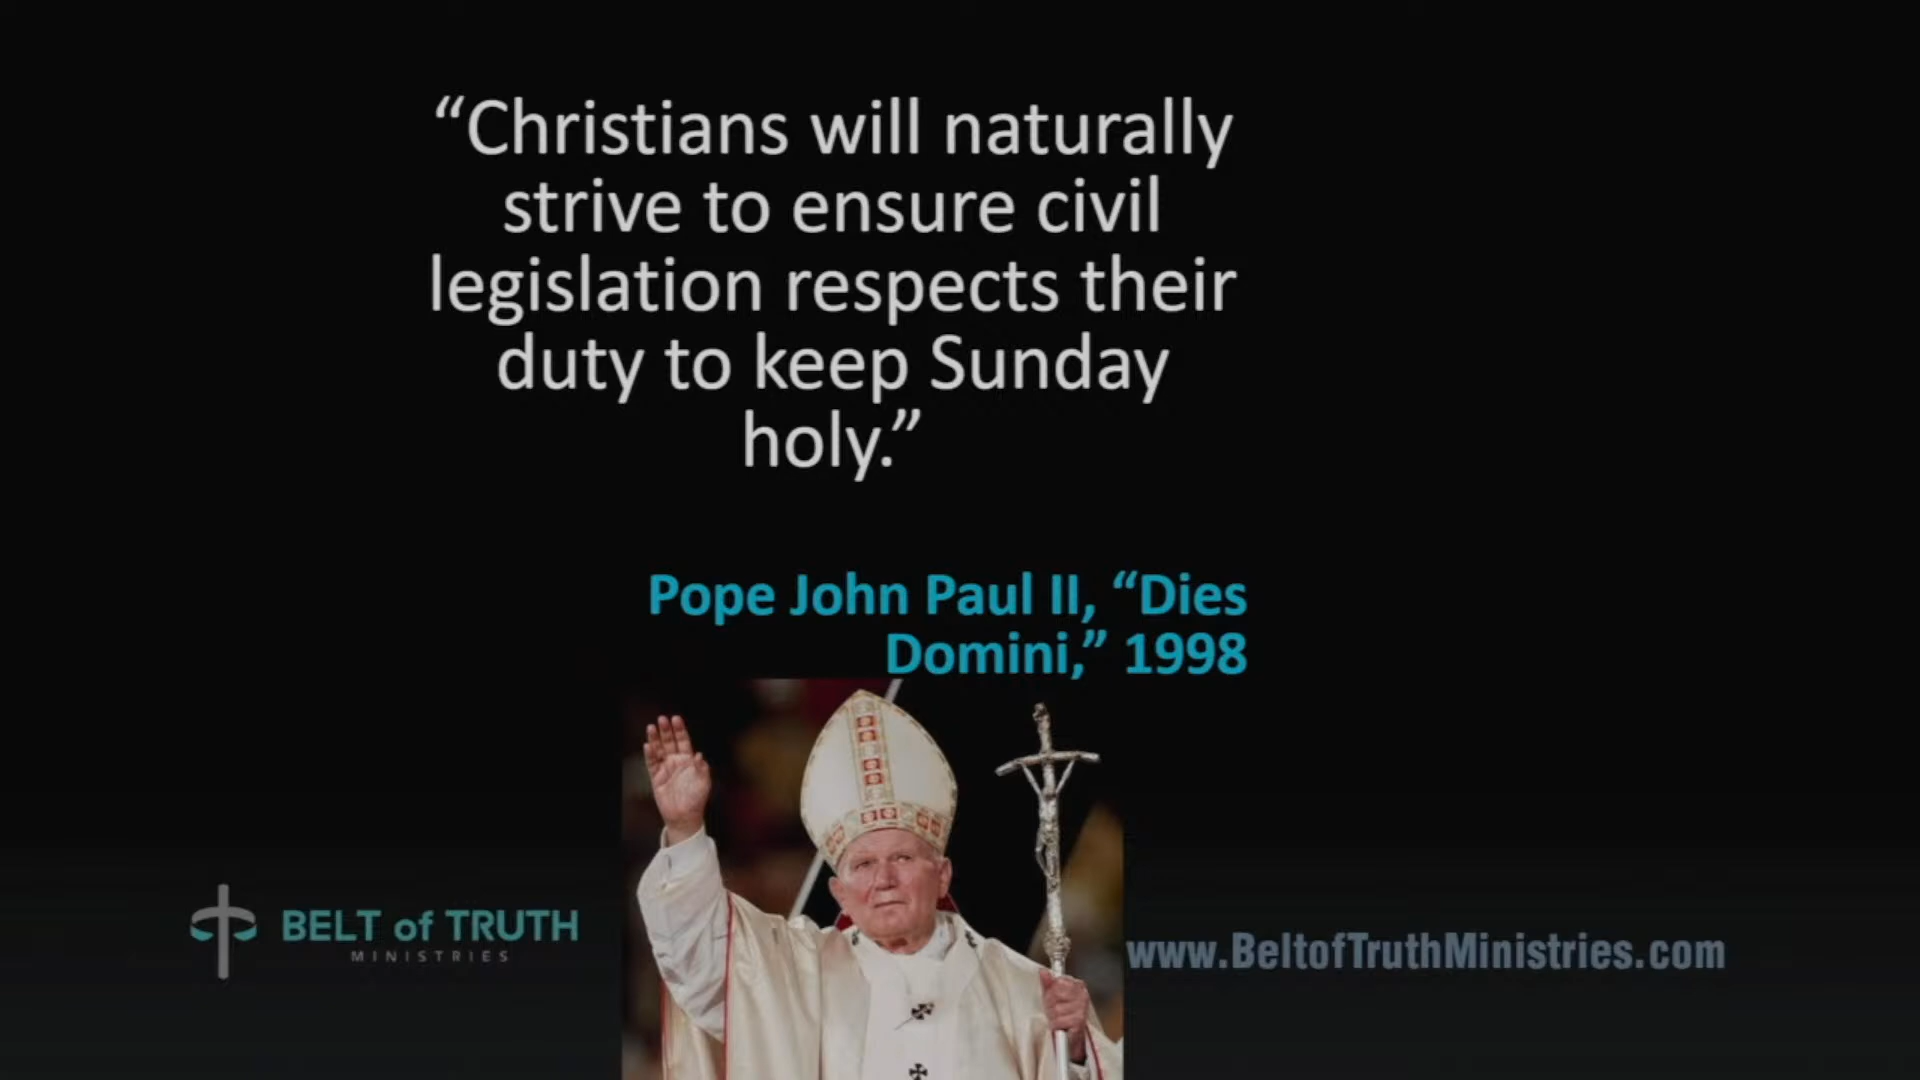 “Christians will naturally
strive to ensure civil
legislation respects their
duty to keep Sunday
holy.”
Pope John Paul II, “Dies
Domini,” 1998
BELT of TRUTH
MINISTRIES
www.BeltofTruthMinistries.com